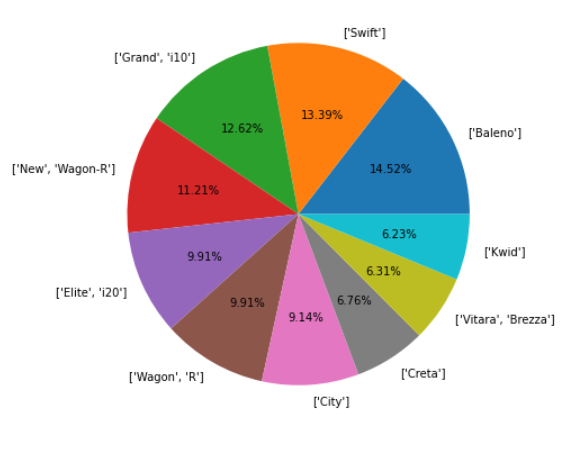 ['Swift']
['Grand', 'i10']
13.39%
12.62%
['Baleno']
14.52%
['New', 'Wagon-R']
11.21%
6.23%
['Kwid']
9.91%
6.31%
['Elite', 'i20']
9.91%
6.76%
9.14%
['Vitara', 'Brezza']
['Wagon', 'R']
['Creta']
['City']